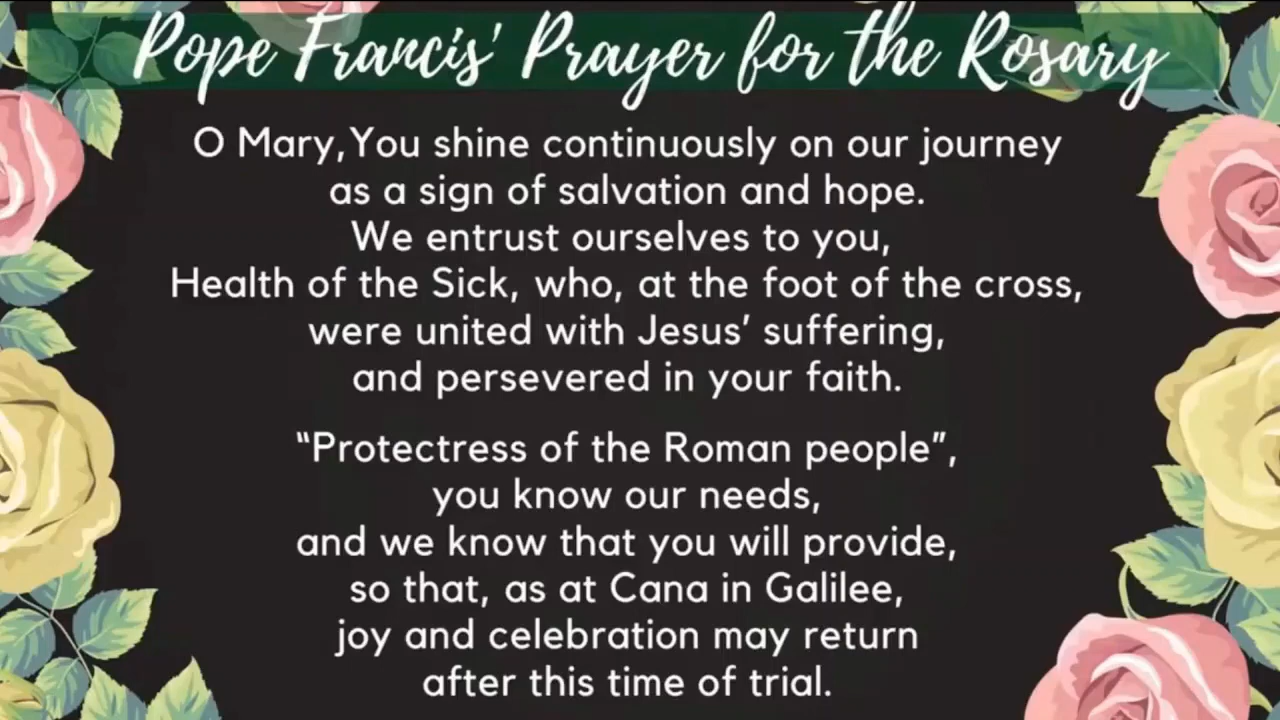 Pope Francis' Prayer for the Rosary
O Mary,You shine continuously on our journey
as a sign of salvation and hope.
We entrust ourselves to you,
Health of the Sick, who, at the foot of the cross,
were united with Jesus’ suffering,
and persevered in your faith.
“Protectress of the Roman people”,
you know our needs,
and we know that you will provide,
so that, as at Cana in Galilee,
joy and celebration may return
after this time of trial.